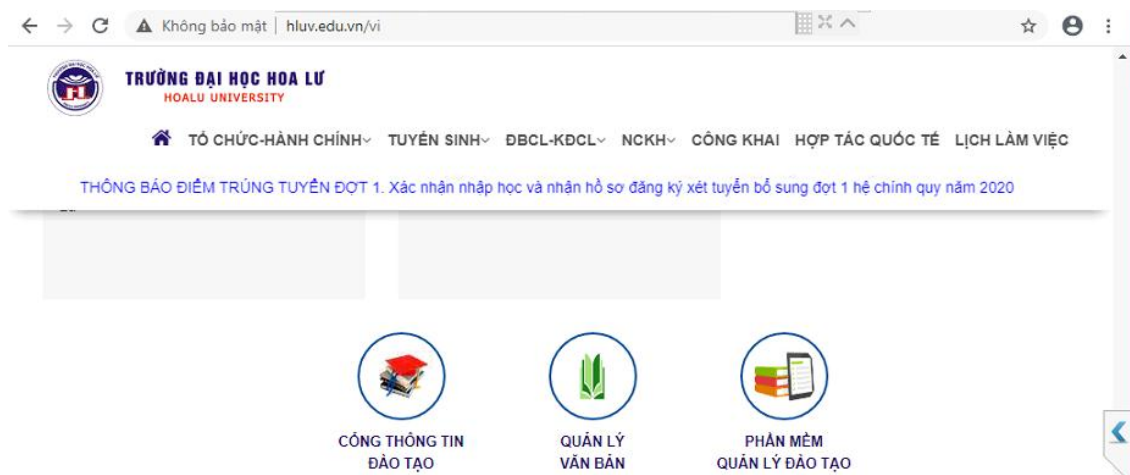 Không bảo mật | hluv.edu.vn/vi
TRƯỜNG ĐẠI HỌC HOA LƯ
HOALU UNIVERSITY
TỔ CHỨC-HÀNH CHÍNH TUYỂN SINH ĐBCL-KĐCL NCKH CÔNG KHAI HỢP TÁC QUỐC TẾ LỊCH LÀM VIỆC
THÔNG BÁO ĐIỂM TRÚNG TUYỂN ĐỢT 1. Xác nhận nhập học và nhận hồ sơ đăng ký xét tuyển bổ sung đợt 1 hệ chính quy năm 2020
CỔNG THÔNG TIN
ĐÀO TẠO
QUẢN LÝ
VĂN BẢN
PHẦN MỀM
QUẢN LÝ ĐÀO TẠO